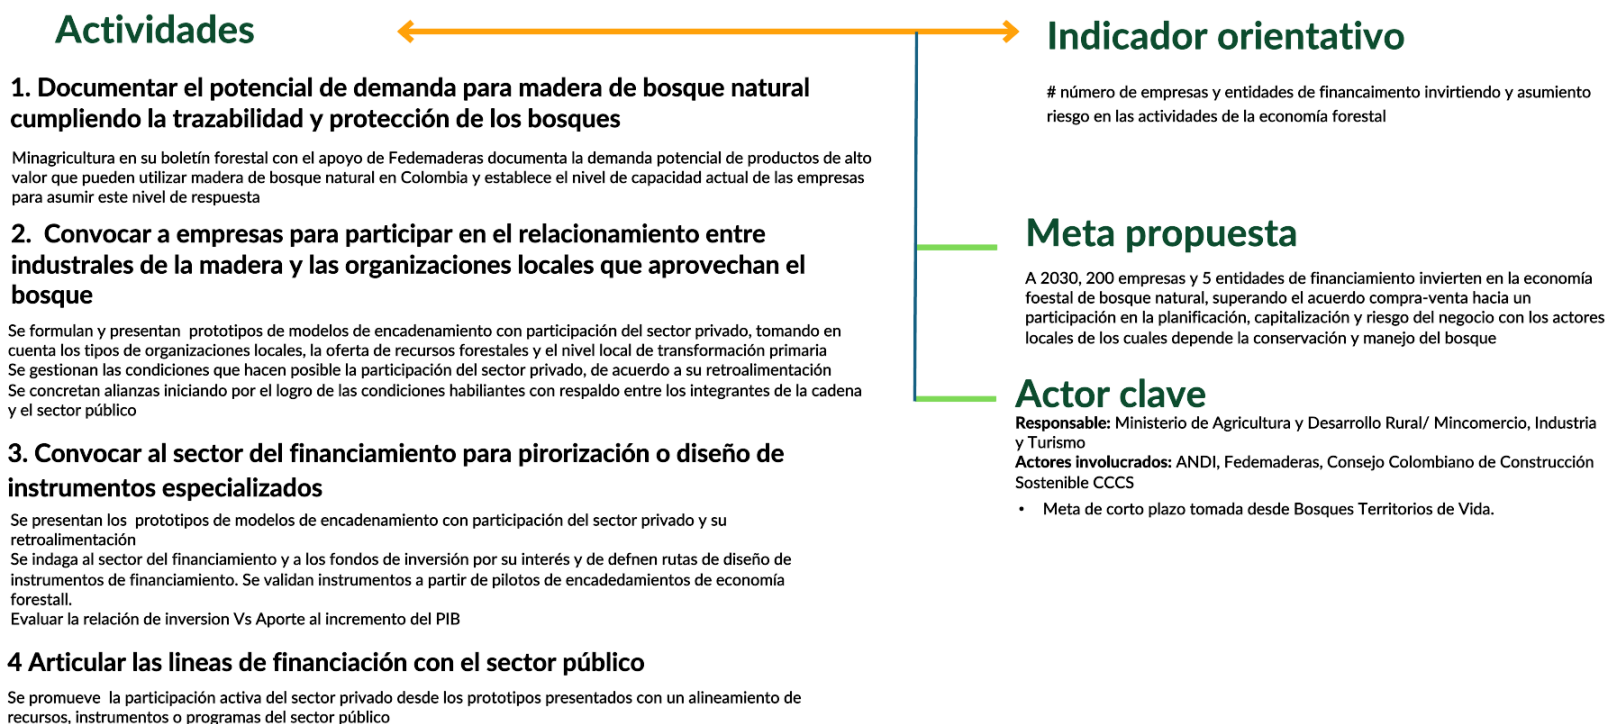 Actividades
1. Documentar el potencial de demanda para madera de bosque natural
cumpliendo la trazabilidad y protección de los bosques
Minagricultura en su boletín forestal con el apoyo de Fedemaderas documenta la demanda potencial de productos de alto
valor que pueden utilizar madera de bosque natural en Colombia y establece el nivel de capacidad actual de las empresas
para asumir este nivel de respuesta
2. Convocar a empresas para participar en el relacionamiento entre
industrales de la madera y las organizaciones locales que aprovechan el
bosque
Se formulan y presentan prototipos de modelos de encadenamiento con participación del sector privado, tomando en
cuenta los tipos de organizaciones locales, la oferta de recursos forestales y el nivel local de transformación primaria
Se gestionan las condiciones que hacen posible la participación del sector privado, de acuerdo a su retroalimentación
Se concretan alianzas iniciando por el logro de las condiciones habiliantes con respaldo entre los integrantes de la cadena
y el sector público
3. Convocar al sector del financiamiento para pirorización o diseño de
instrumentos especializados
Se presentan los prototipos de modelos de encadenamiento con participación del sector privado y su
retroalimentación
Se indaga al sector del financiamiento y a los fondos de inversión por su interés y de defnen rutas de diseño de
instrumentos de financiamiento. Se validan instrumentos a partir de pilotos de encadedamientos de economía
forestall.
Evaluar la relación de inversion Vs Aporte al incremento del PIB
4 Articular las lineas de financiación con el sector público
Se promueve la participación activa del sector privado desde los prototipos presentados con un alineamiento de
recursos, instrumentos o programas del sector público
Indicador orientativo
# número de empresas y entidades de financaimento invirtiendo y asumiento
riesgo en las actividades de la economía forestal
Meta propuesta
A 2030, 200 empresas y 5 entidades de financiamiento invierten en la economía
foestal de bosque natural, superando el acuerdo compra-venta hacia un
participación en la planificación, capitalización y riesgo del negocio con los actores
locales de los cuales depende la conservación y manejo del bosque
Actor clave
Responsable: Ministerio de Agricultura y Desarrollo Rural/ Mincomercio, Industria
y Turismo
Actores involucrados: ANDI, Fedemaderas, Consejo Colombiano de Construcción
Sostenible CCCS
• Meta de corto plazo tomada desde Bosques Territorios de Vida.